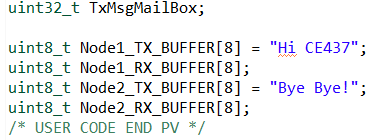 uint32_t TxMsgMailBox;
uint8_t Node1_TX_BUFFER[8] = "Hi CE437";
uint8_t Node1_RX_BUFFER[8];
uint8_t Node2_TX_BUFFER[8] = "Bye Bye!";
uint8_t Node2_RX_BUFFER[8];
/* USER CODE END PV */